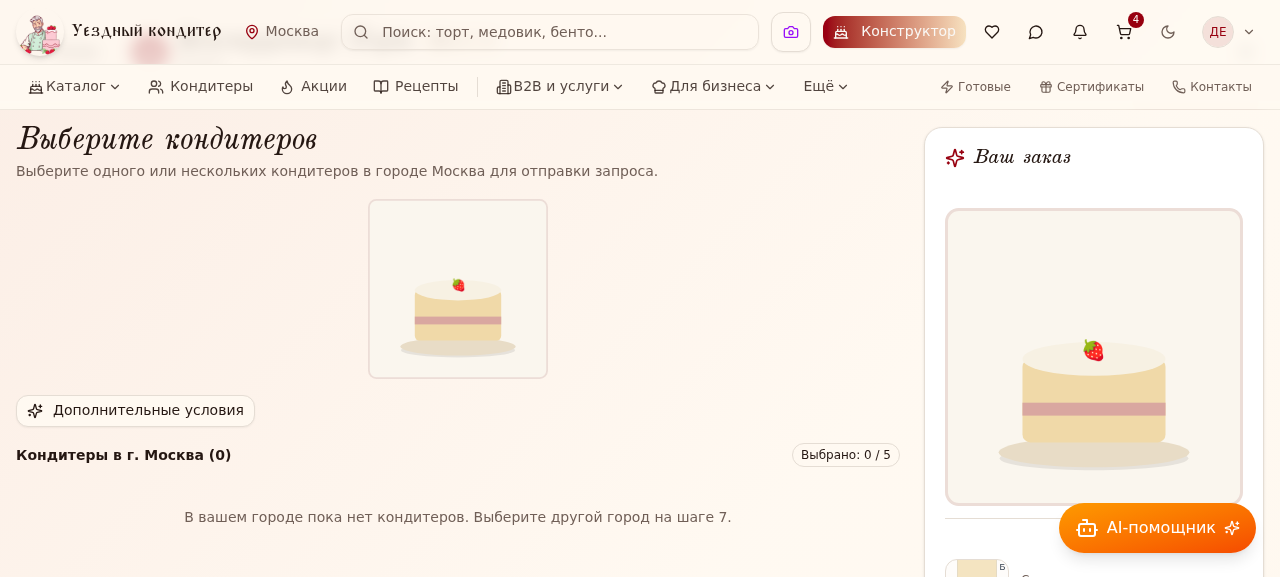 Уездный кондитер
Москва
Поиск: торт, медовик, бенто...
Конструктор
4
ДЕ
Каталог
Кондитеры
Акции
Рецепты
B2B и услуги
Для бизнеса
Ещё
Готовые
Сертификаты
Контакты
Выберите кондитеров
Выберите одного или нескольких кондитеров в городе Москва для отправки запроса.
Дополнительные условия
Кондитеры в г. Москва (0)
Выбрано: 0 / 5
В вашем городе пока нет кондитеров. Выберите другой город на шаге 7.
Ваш заказ
AI-помощник
Б